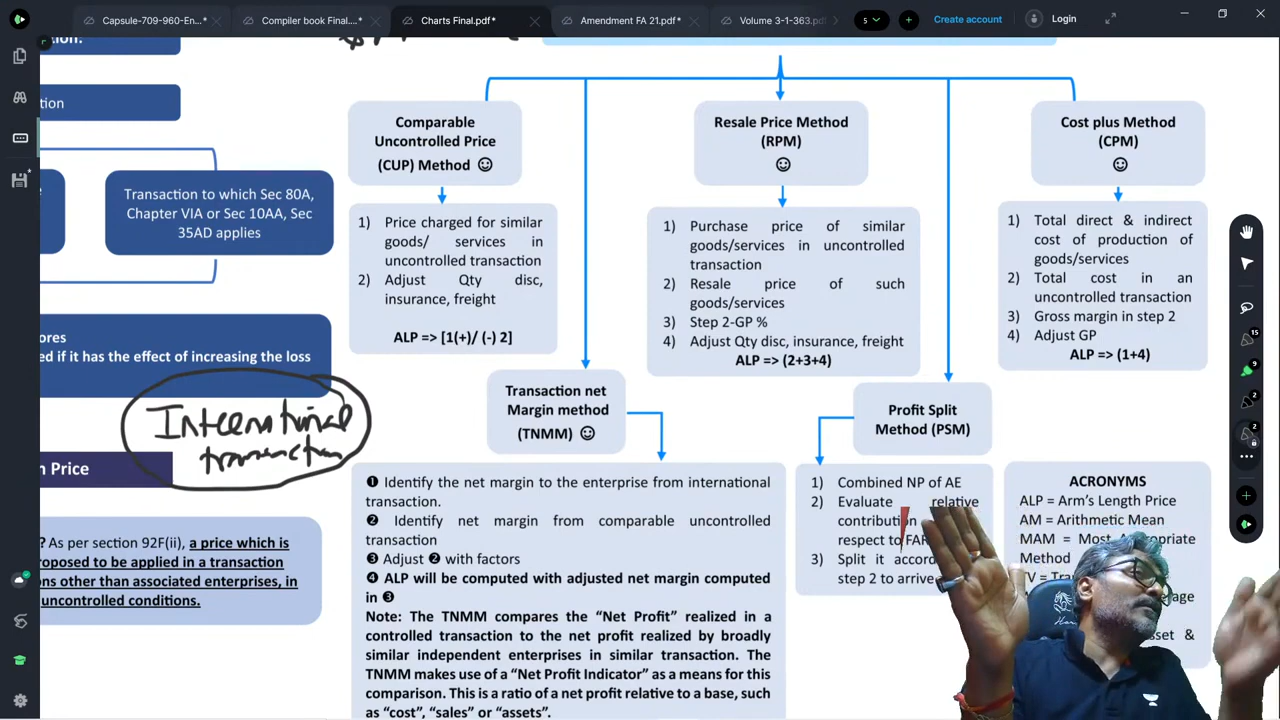 Capsule-709-960-En...*
Compiler book Final....*
Charts Final.pdf*
Amendment FA 21.pdf*
Volume 3-1-363.pdf
5
Create account
Login
tion
Transaction to which Sec 80A,
Chapter VIA or Sec 10AA, Sec
35AD applies
ores
ed if it has the effect of increasing the loss
International
transaction
n Price
? As per section 92F(ii), a price which is
oposed to be applied in a transaction
ns other than associated enterprises, in
uncontrolled conditions.
Comparable
Uncontrolled Price
(CUP) Method ☺
1) Price charged for similar
goods/ services in
uncontrolled transaction
2) Adjust Qty disc,
insurance, freight
ALP => [1(+)/ (-) 2]
Resale Price Method
(RPM)
☺
1) Purchase price of similar
goods/services in uncontrolled
transaction
2) Resale price of such
goods/services
3) Step 2-GP %
4) Adjust Qty disc, insurance, freight
ALP => (2+3+4)
Cost plus Method
(CPM)
☺
1) Total direct & indirect
cost of production of
goods/services
2) Total cost in an
uncontrolled transaction
3) Gross margin in step 2
4) Adjust GP
ALP => (1+4)
Transaction net
Margin method
(TNMM) ☺
❶ Identify the net margin to the enterprise from international
transaction.
❷ Identify net margin from comparable uncontrolled
transaction
❸ Adjust ❷ with factors
❹ ALP will be computed with adjusted net margin computed
in ❸
Note: The TNMM compares the “Net Profit” realized in a
controlled transaction to the net profit realized by broadly
similar independent enterprises in similar transaction. The
TNMM makes use of a “Net Profit Indicator” as a means for this
comparison. This is a ratio of a net profit relative to a base, such
as “cost”, “sales” or “assets”.
Profit Split
Method (PSM)
1) Combined NP of AE
2) Evaluate relative
contribution
respect to FAR
3) Split it accor
step 2 to arrive
ACRONYMS
ALP = Arm’s Length Price
AM = Arithmetic Mean
MAM = Most Appropriate
Method
erage
sset &
15
9
2
2